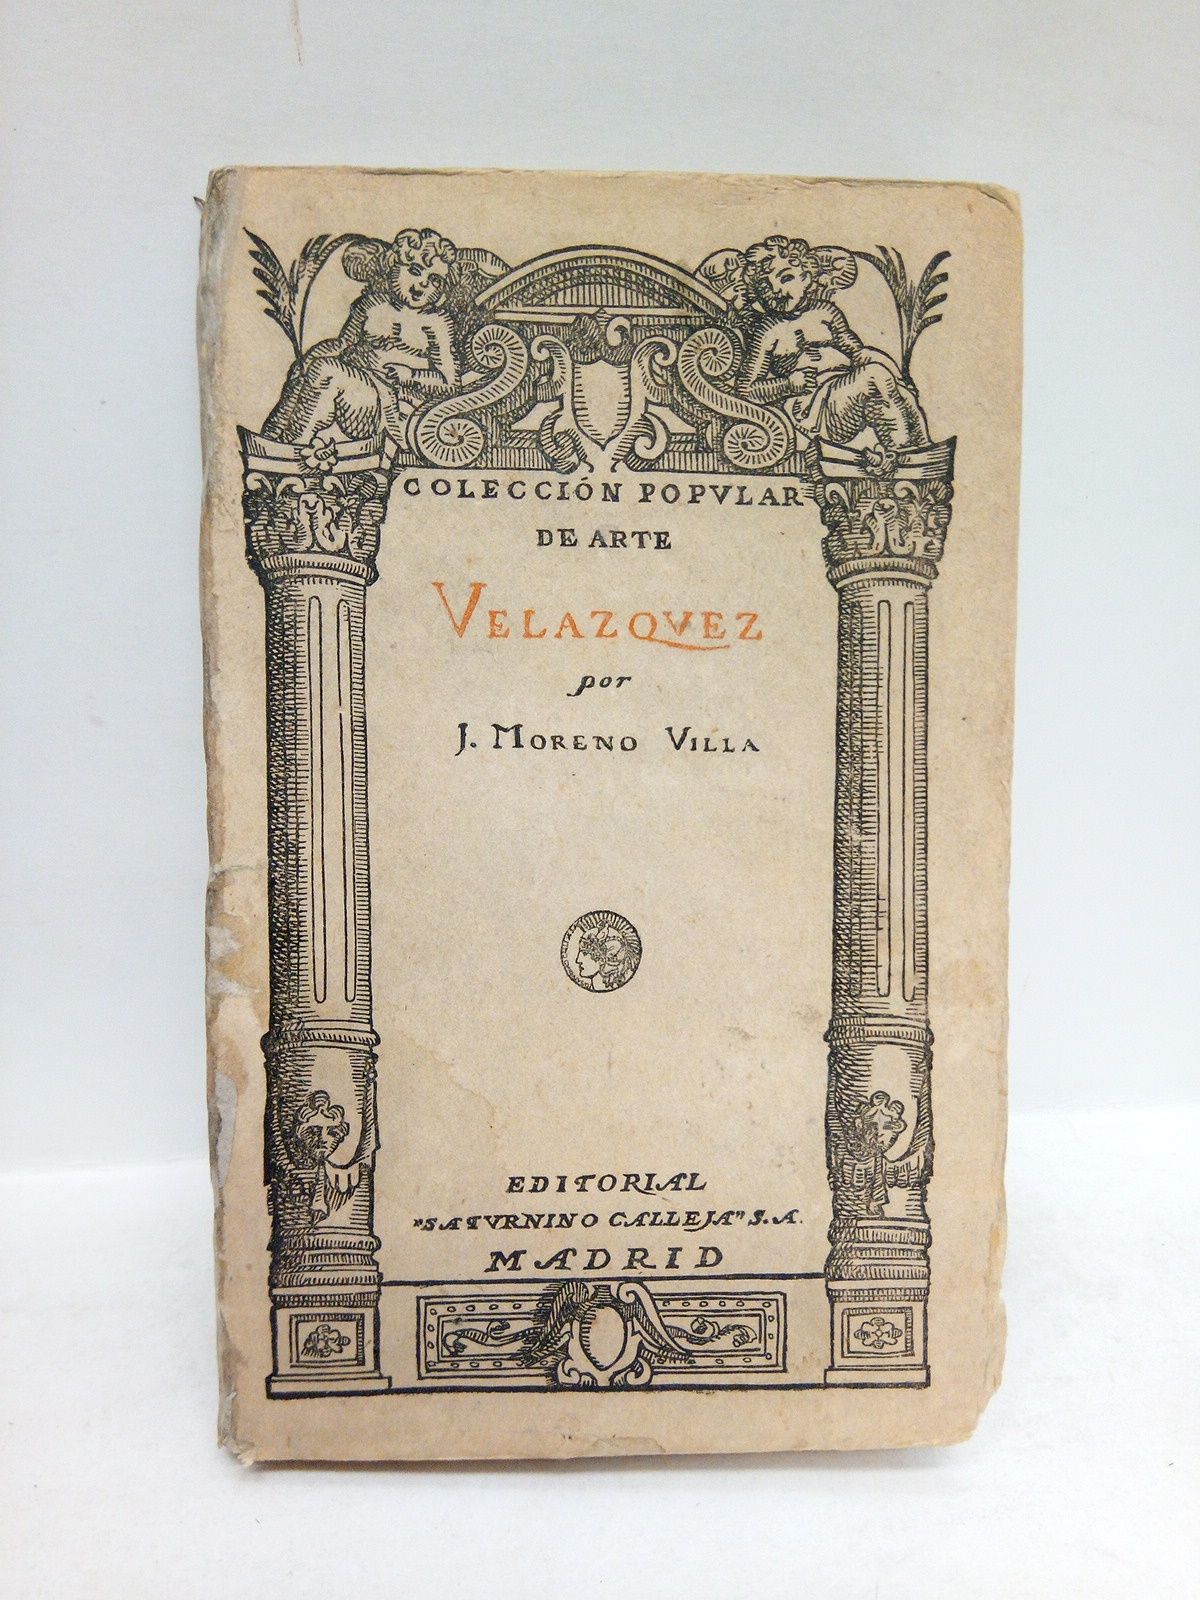 COLECCIÓN POPVLAR
DE ARTE
VELAZQVEZ
por
J. MORENO VILLA
EDITORIAL
"SATVRNINO CALLEJA" S.A.
MADRID